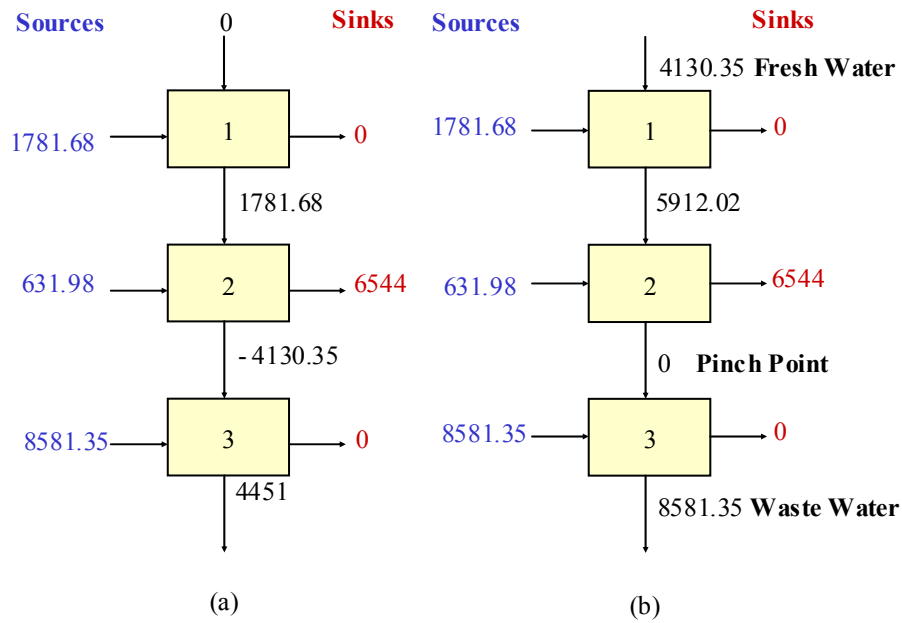 Sources
0
Sinks
1781.68
1
0
1781.68
631.98
2
6544
- 4130.35
8581.35
3
0
4451
(a)
Sources
Sinks
4130.35 Fresh Water
1781.68
1
0
5912.02
631.98
2
6544
0 Pinch Point
8581.35
3
0
8581.35 Waste Water
(b)